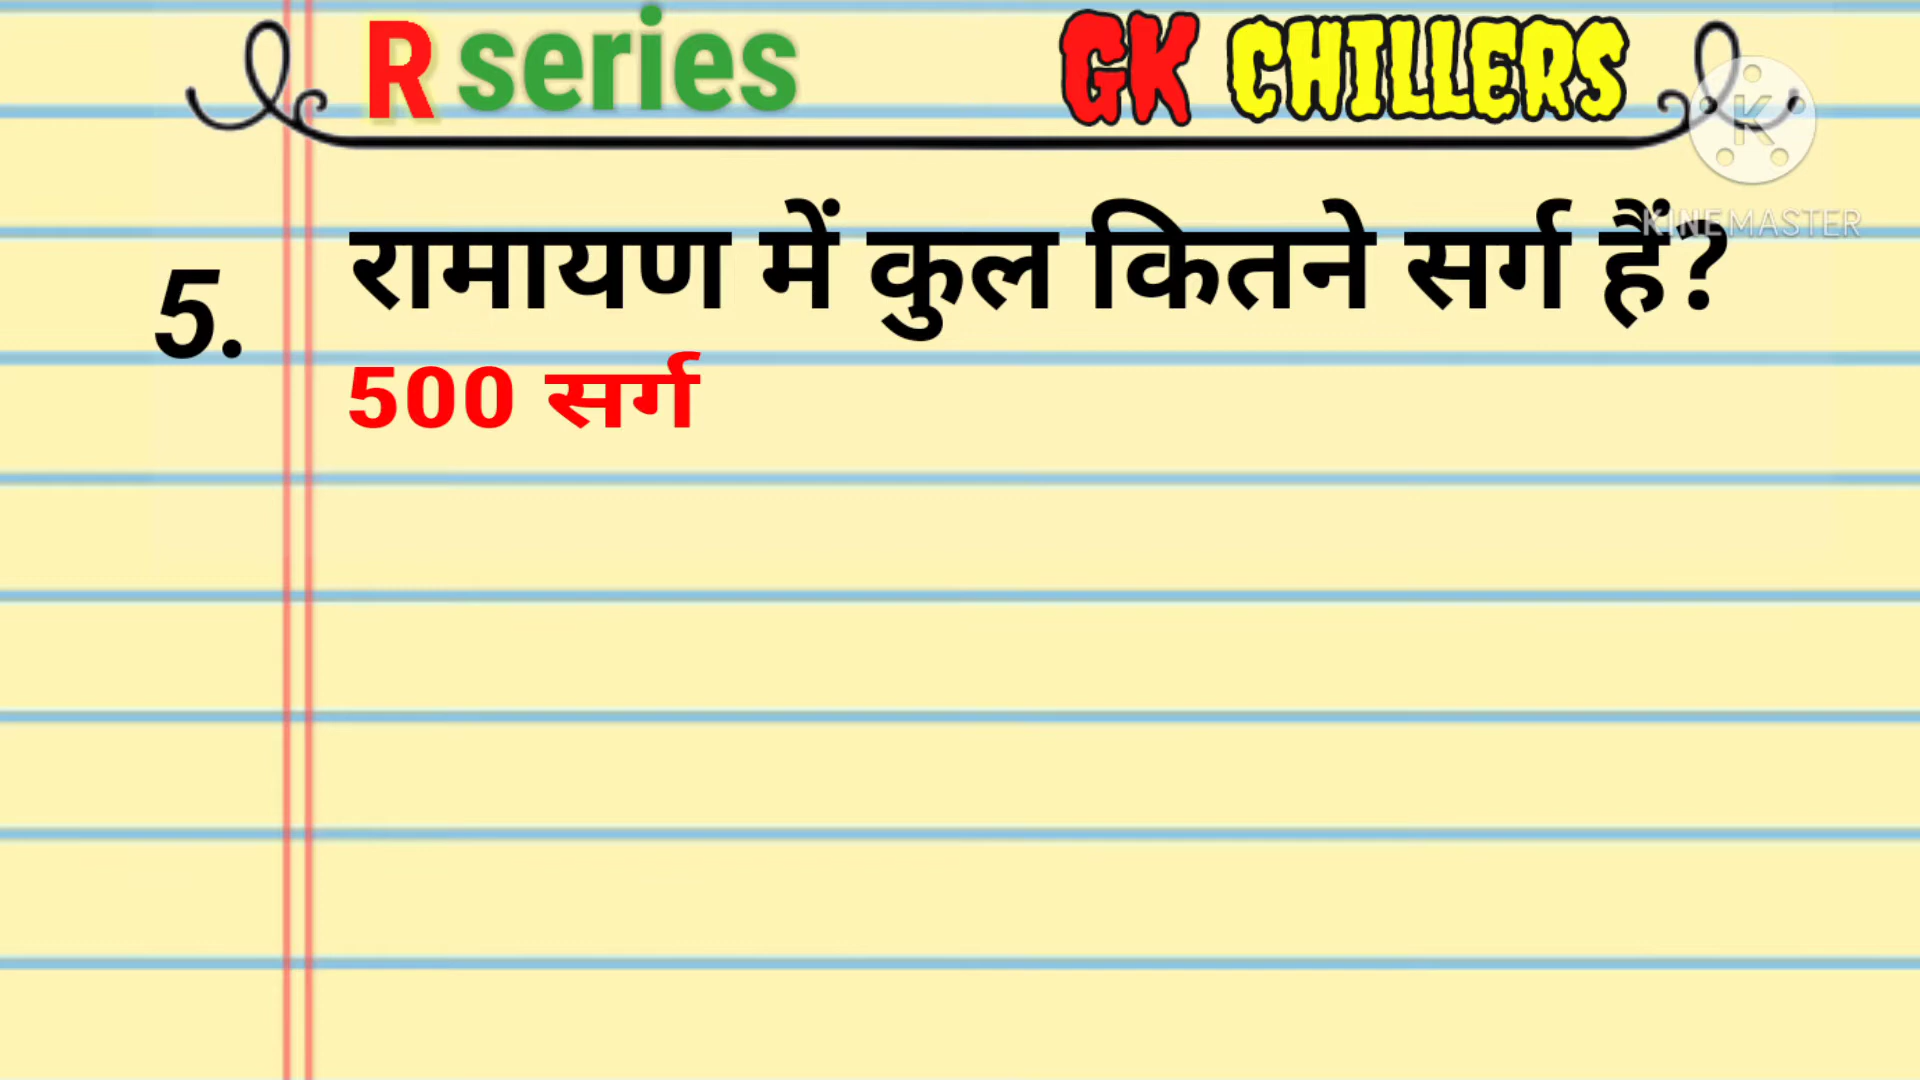 R series GK CHILLERS
KINEMASTER
5. रामायण में कुल कितने सर्ग हैं?
500 सर्ग